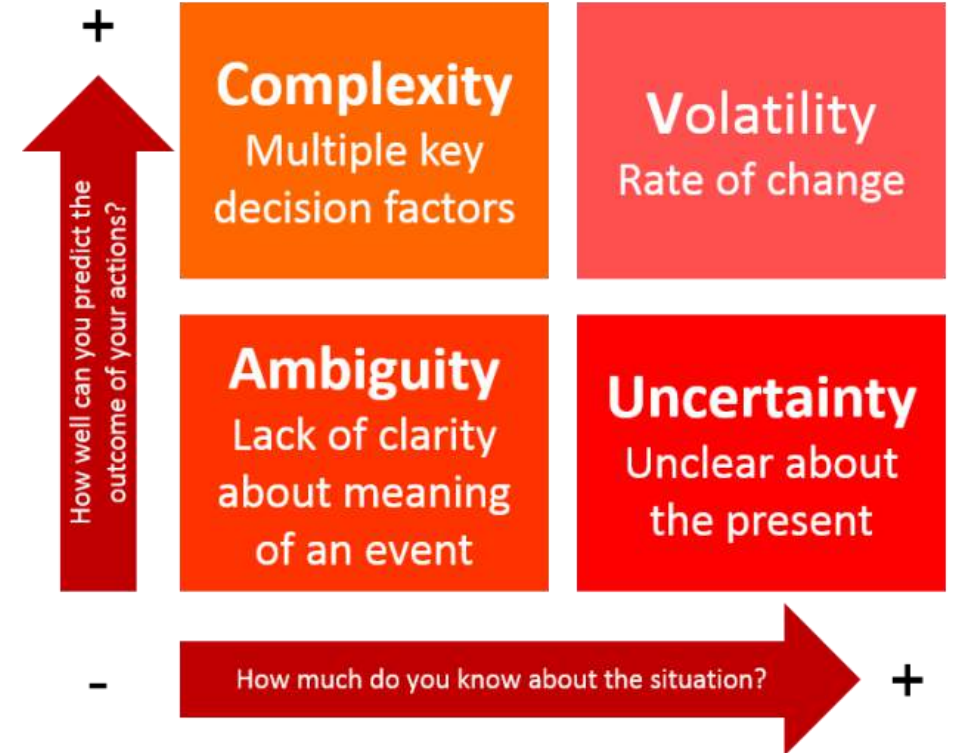 +
Complexity
Multiple key
decision factors
Volatility
Rate of change
How well can you predict the
outcome of your actions?
Ambiguity
Lack of clarity
about meaning
of an event
Uncertainty
Unclear about
the present
-
How much do you know about the situation?
+